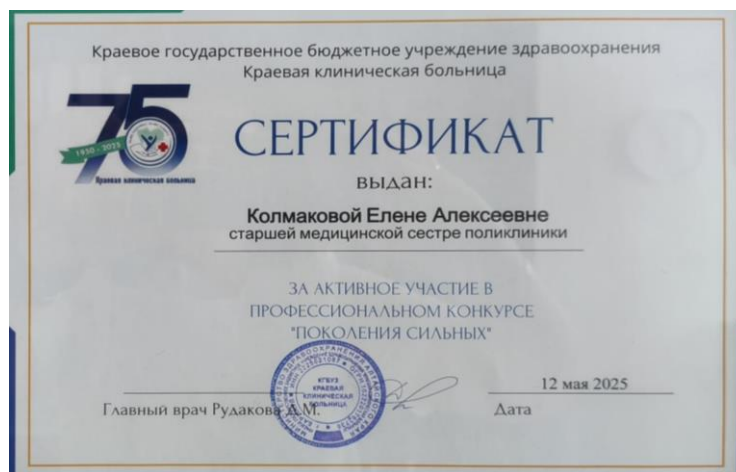 Краевое государственное бюджетное учреждение здравоохранения
Краевая клиническая больница
75
1950 - 2025
Краевая клиническая больница
СЕРТИФИКАТ
выдан:
Колмаковой Елене Алексеевне
старшей медицинской сестре поликлиники
ЗА АКТИВНОЕ УЧАСТИЕ В
ПРОФЕССИОНАЛЬНОМ КОНКУРСЕ
"ПОКОЛЕНИЯ СИЛЬНЫХ"
КГБУЗ
КРАЕВАЯ
КЛИНИЧЕСКАЯ
БОЛЬНИЦА
12 мая 2025
Главный врач Рудакова Д.М.
Дата